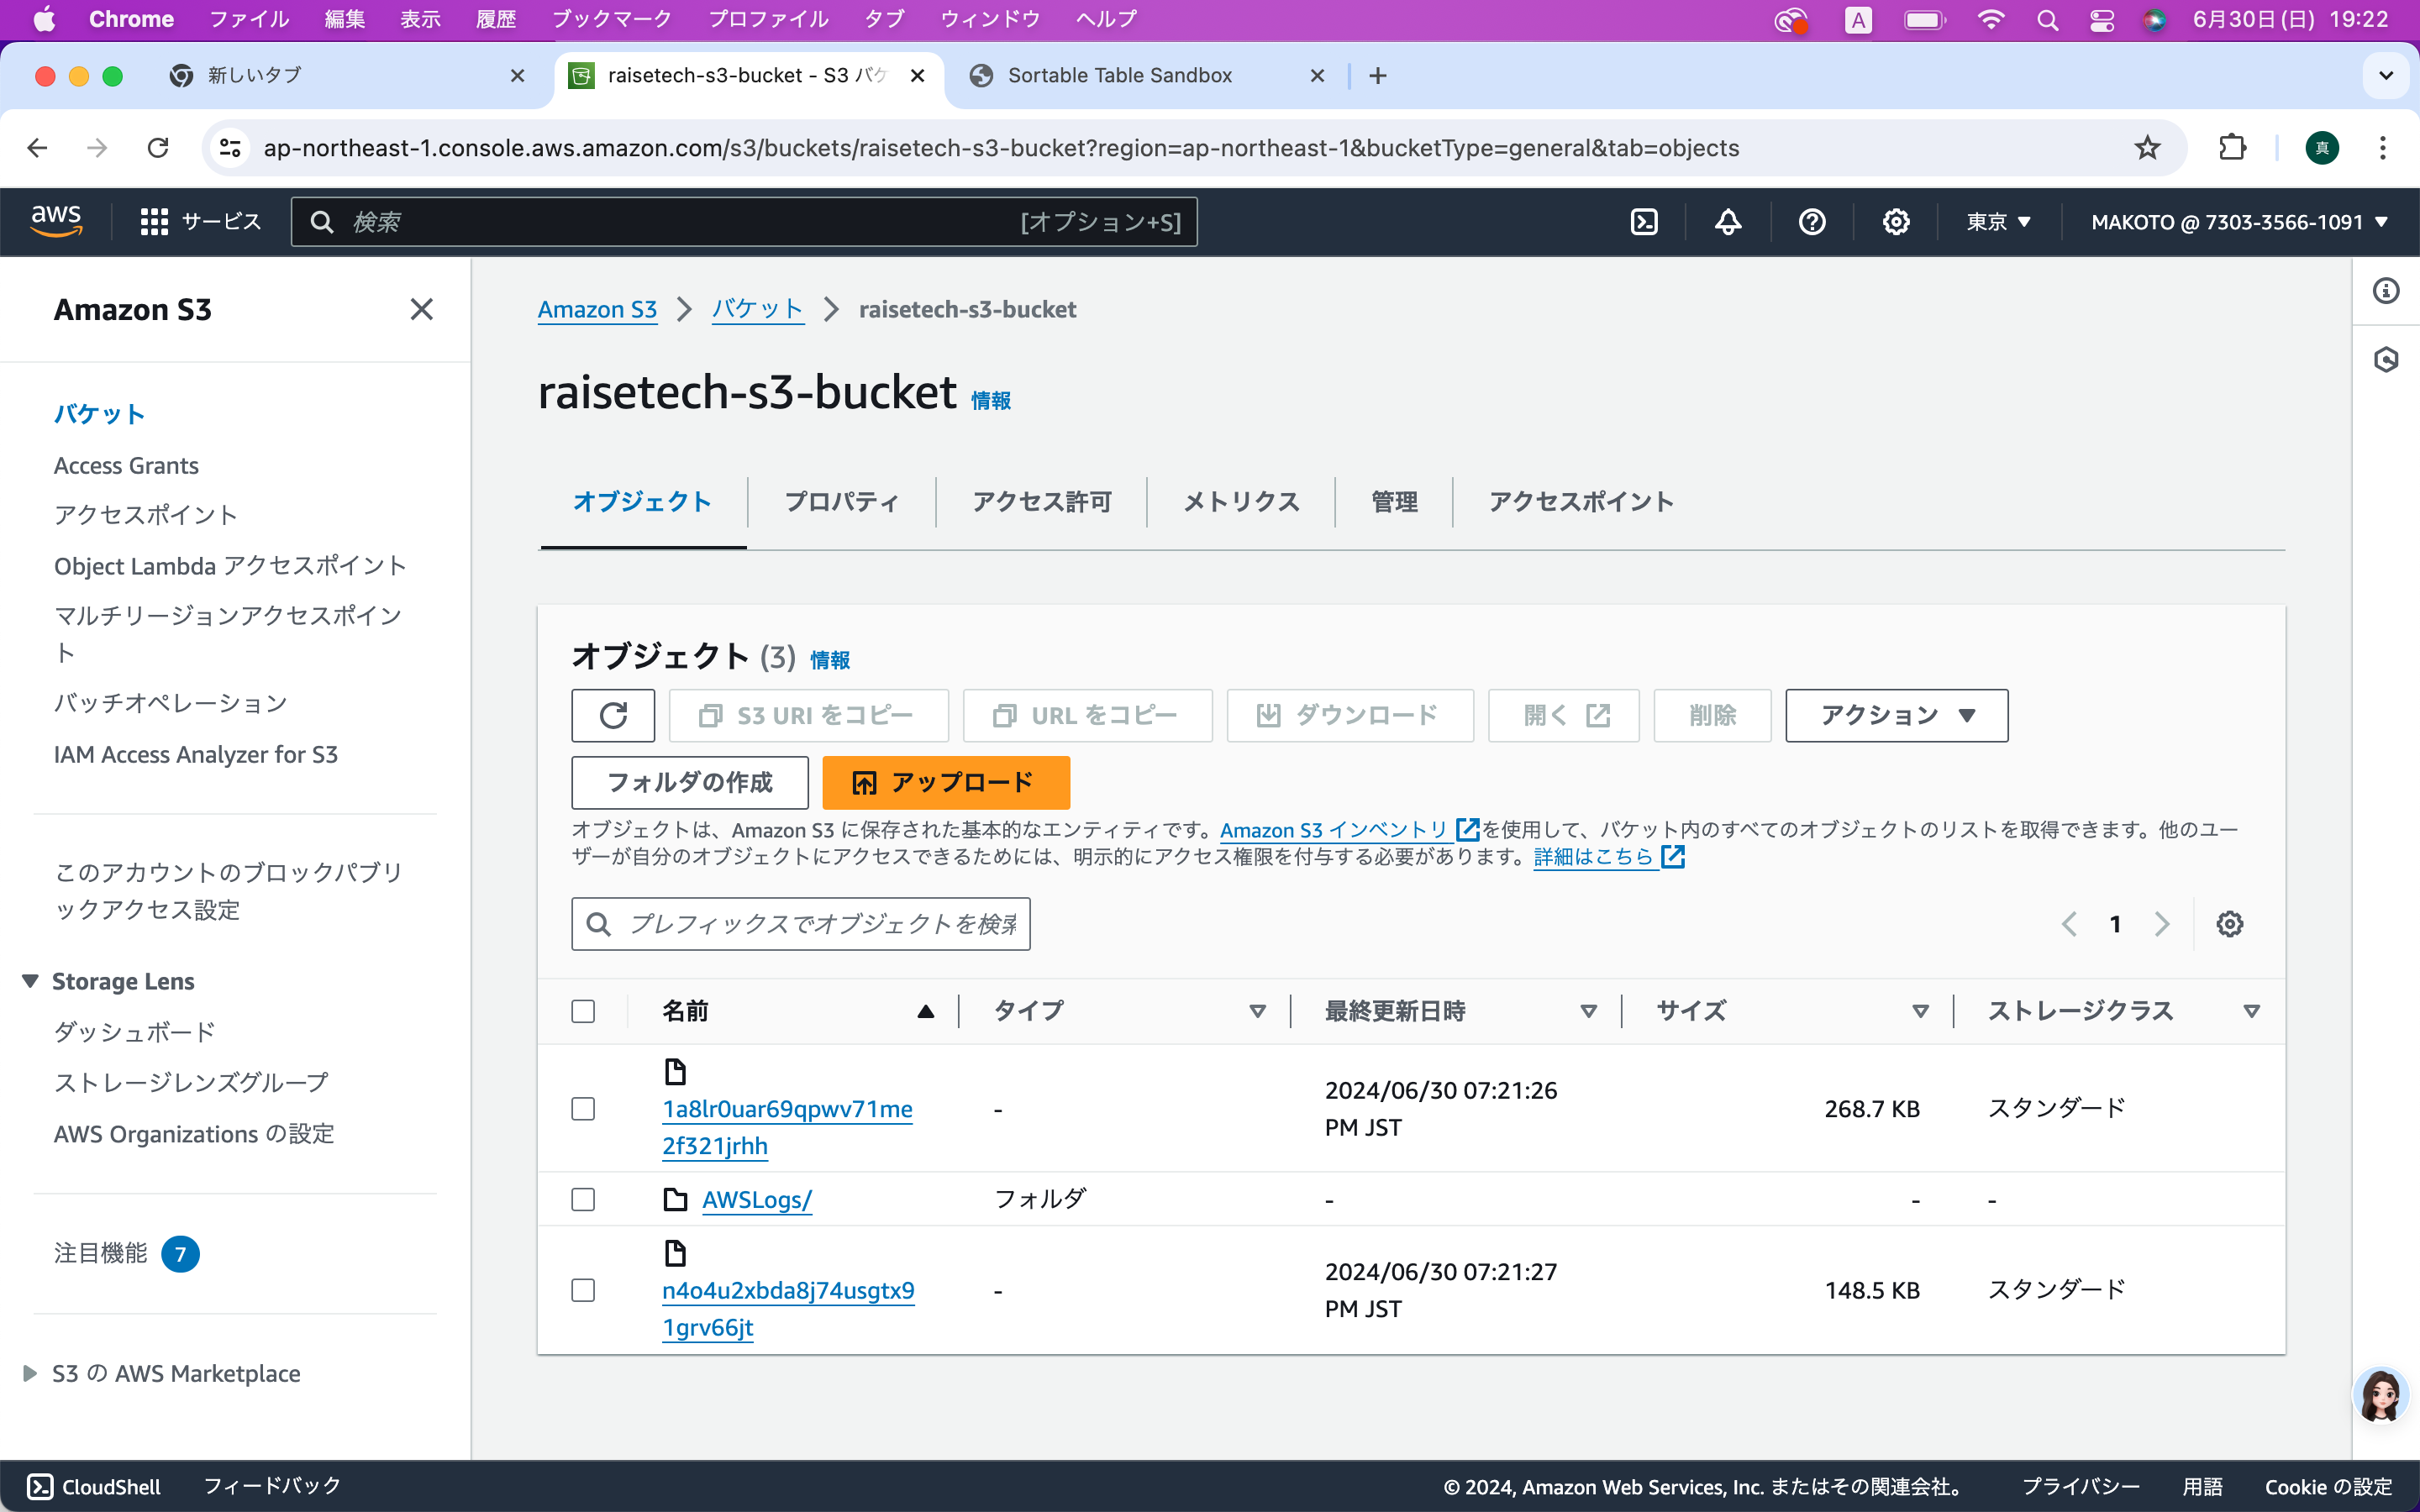 Chrome ファイル 編集 表示 履歴 ブックマーク プロファイル タブ ウィンドウ ヘルプ A 6月30日(日) 19:22
新しいタブ raisetech-s3-bucket - S3 バケ Sortable Table Sandbox
ap-northeast-1.console.aws.amazon.com/s3/buckets/raisetech-s3-bucket?region=ap-northeast-1&bucketType=general&tab=objects 真
aws サービス 検索 [オプション+S] 東京 MAKOTO @ 7303-3566-1091
Amazon S3
バケット
Access Grants
アクセスポイント
Object Lambda アクセスポイント
マルチリージョンアクセスポイン
ト
バッチオペレーション
IAM Access Analyzer for S3
このアカウントのブロックパブリ
ックアクセス設定
Storage Lens
ダッシュボード
ストレージレンズグループ
AWS Organizations の設定
注目機能 7
S3 の AWS Marketplace
Amazon S3 バケット raisetech-s3-bucket
raisetech-s3-bucket 情報
オブジェクト プロパティ アクセス許可 メトリクス 管理 アクセスポイント
オブジェクト (3) 情報
S3 URI をコピー URL をコピー ダウンロード 開く 削除 アクション
フォルダの作成 アップロード
オブジェクトは、Amazon S3 に保存された基本的なエンティティです。Amazon S3 インベントリ を使用して、バケット内のすべてのオブジェクトのリストを取得できます。他のユー
ザーが自分のオブジェクトにアクセスできるためには、明示的にアクセス権限を付与する必要があります。詳細はこちら
プレフィックスでオブジェクトを検索 1
名前 タイプ 最終更新日時 サイズ ストレージクラス
1a8lr0uar69qpwv71me
2f321jrhh
-
2024/06/30 07:21:26
PM JST
268.7 KB スタンダード
AWSLogs/ フォルダ - - -
n4o4u2xbda8j74usgtx9
1grv66jt
-
2024/06/30 07:21:27
PM JST
148.5 KB スタンダード
CloudShell フィードバック © 2024, Amazon Web Services, Inc. またはその関連会社。 プライバシー 用語 Cookie の設定